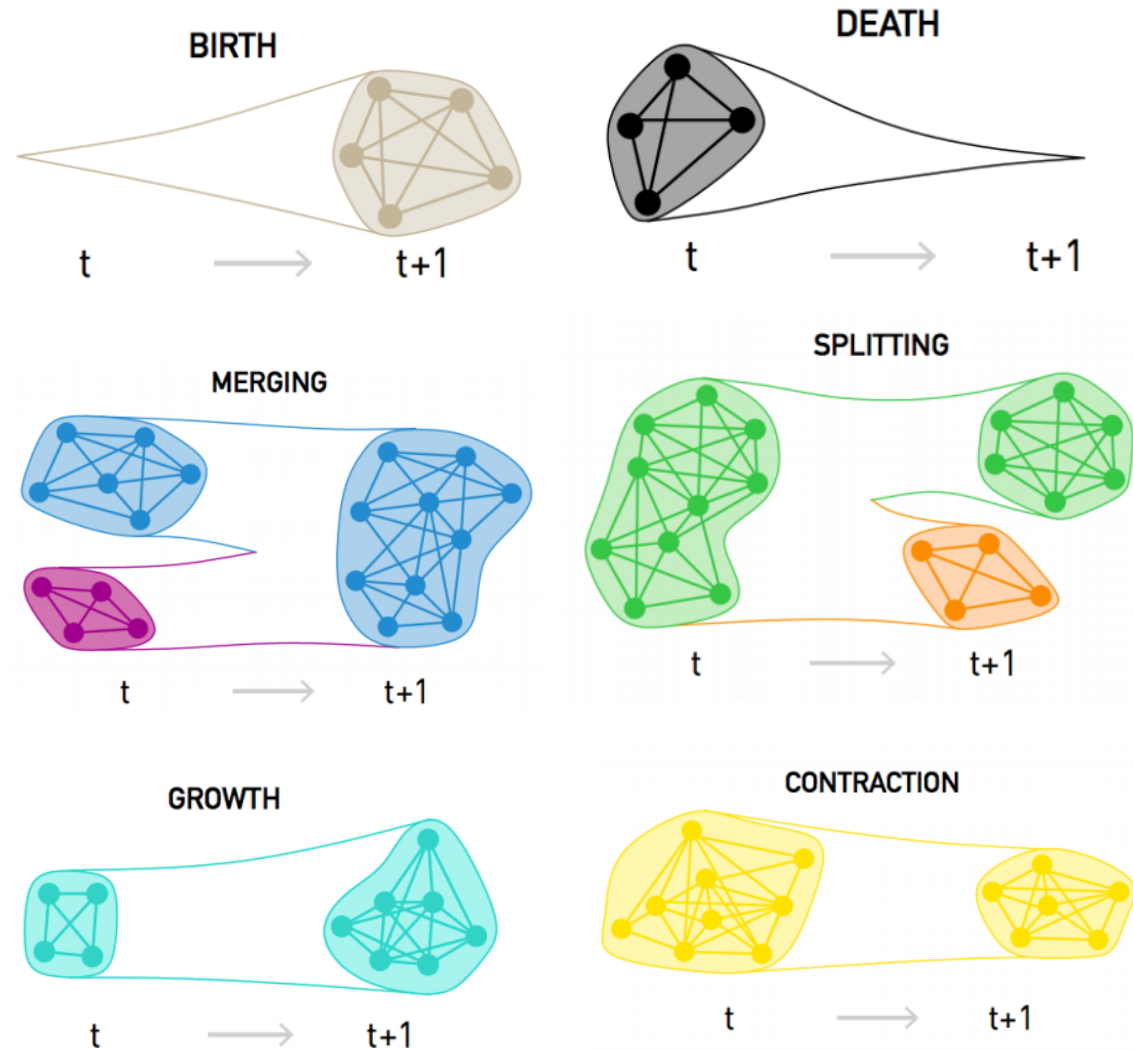 BIRTH
t
t+1
DEATH
t
t+1
MERGING
t
t+1
SPLITTING
t
t+1
GROWTH
t
t+1
CONTRACTION
t
t+1